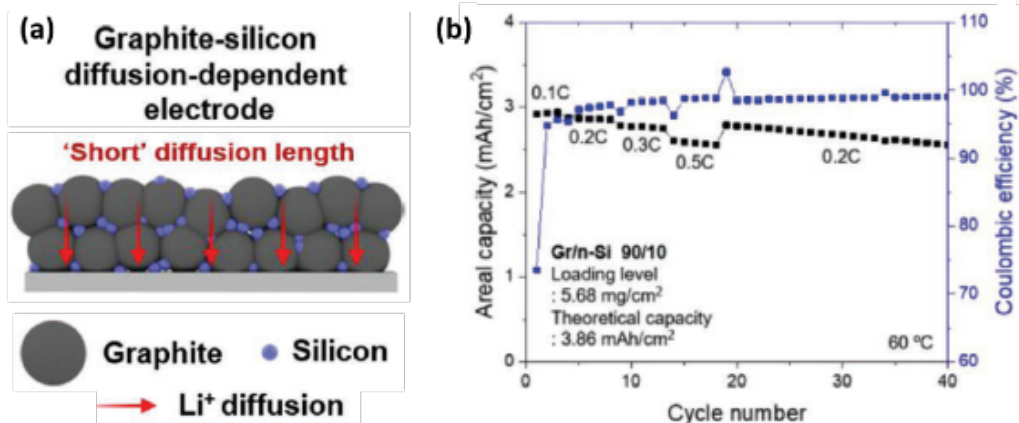 (a)
Graphite-silicon
diffusion-dependent
electrode
'Short' diffusion length
Graphite
Silicon
Li⁺ diffusion
(b)
Areal capacity (mAh/cm²)
4
3
2
1
0
0.1C
0.2C
0.3C
0.5C
0.2C
Gr/n-Si 90/10
Loading level
: 5.68 mg/cm²
Theoretical capacity
: 3.86 mAh/cm²
60 ºC
0
10
20
30
40
Cycle number
110
100
90
80
70
60
Coulombic efficiency (%)